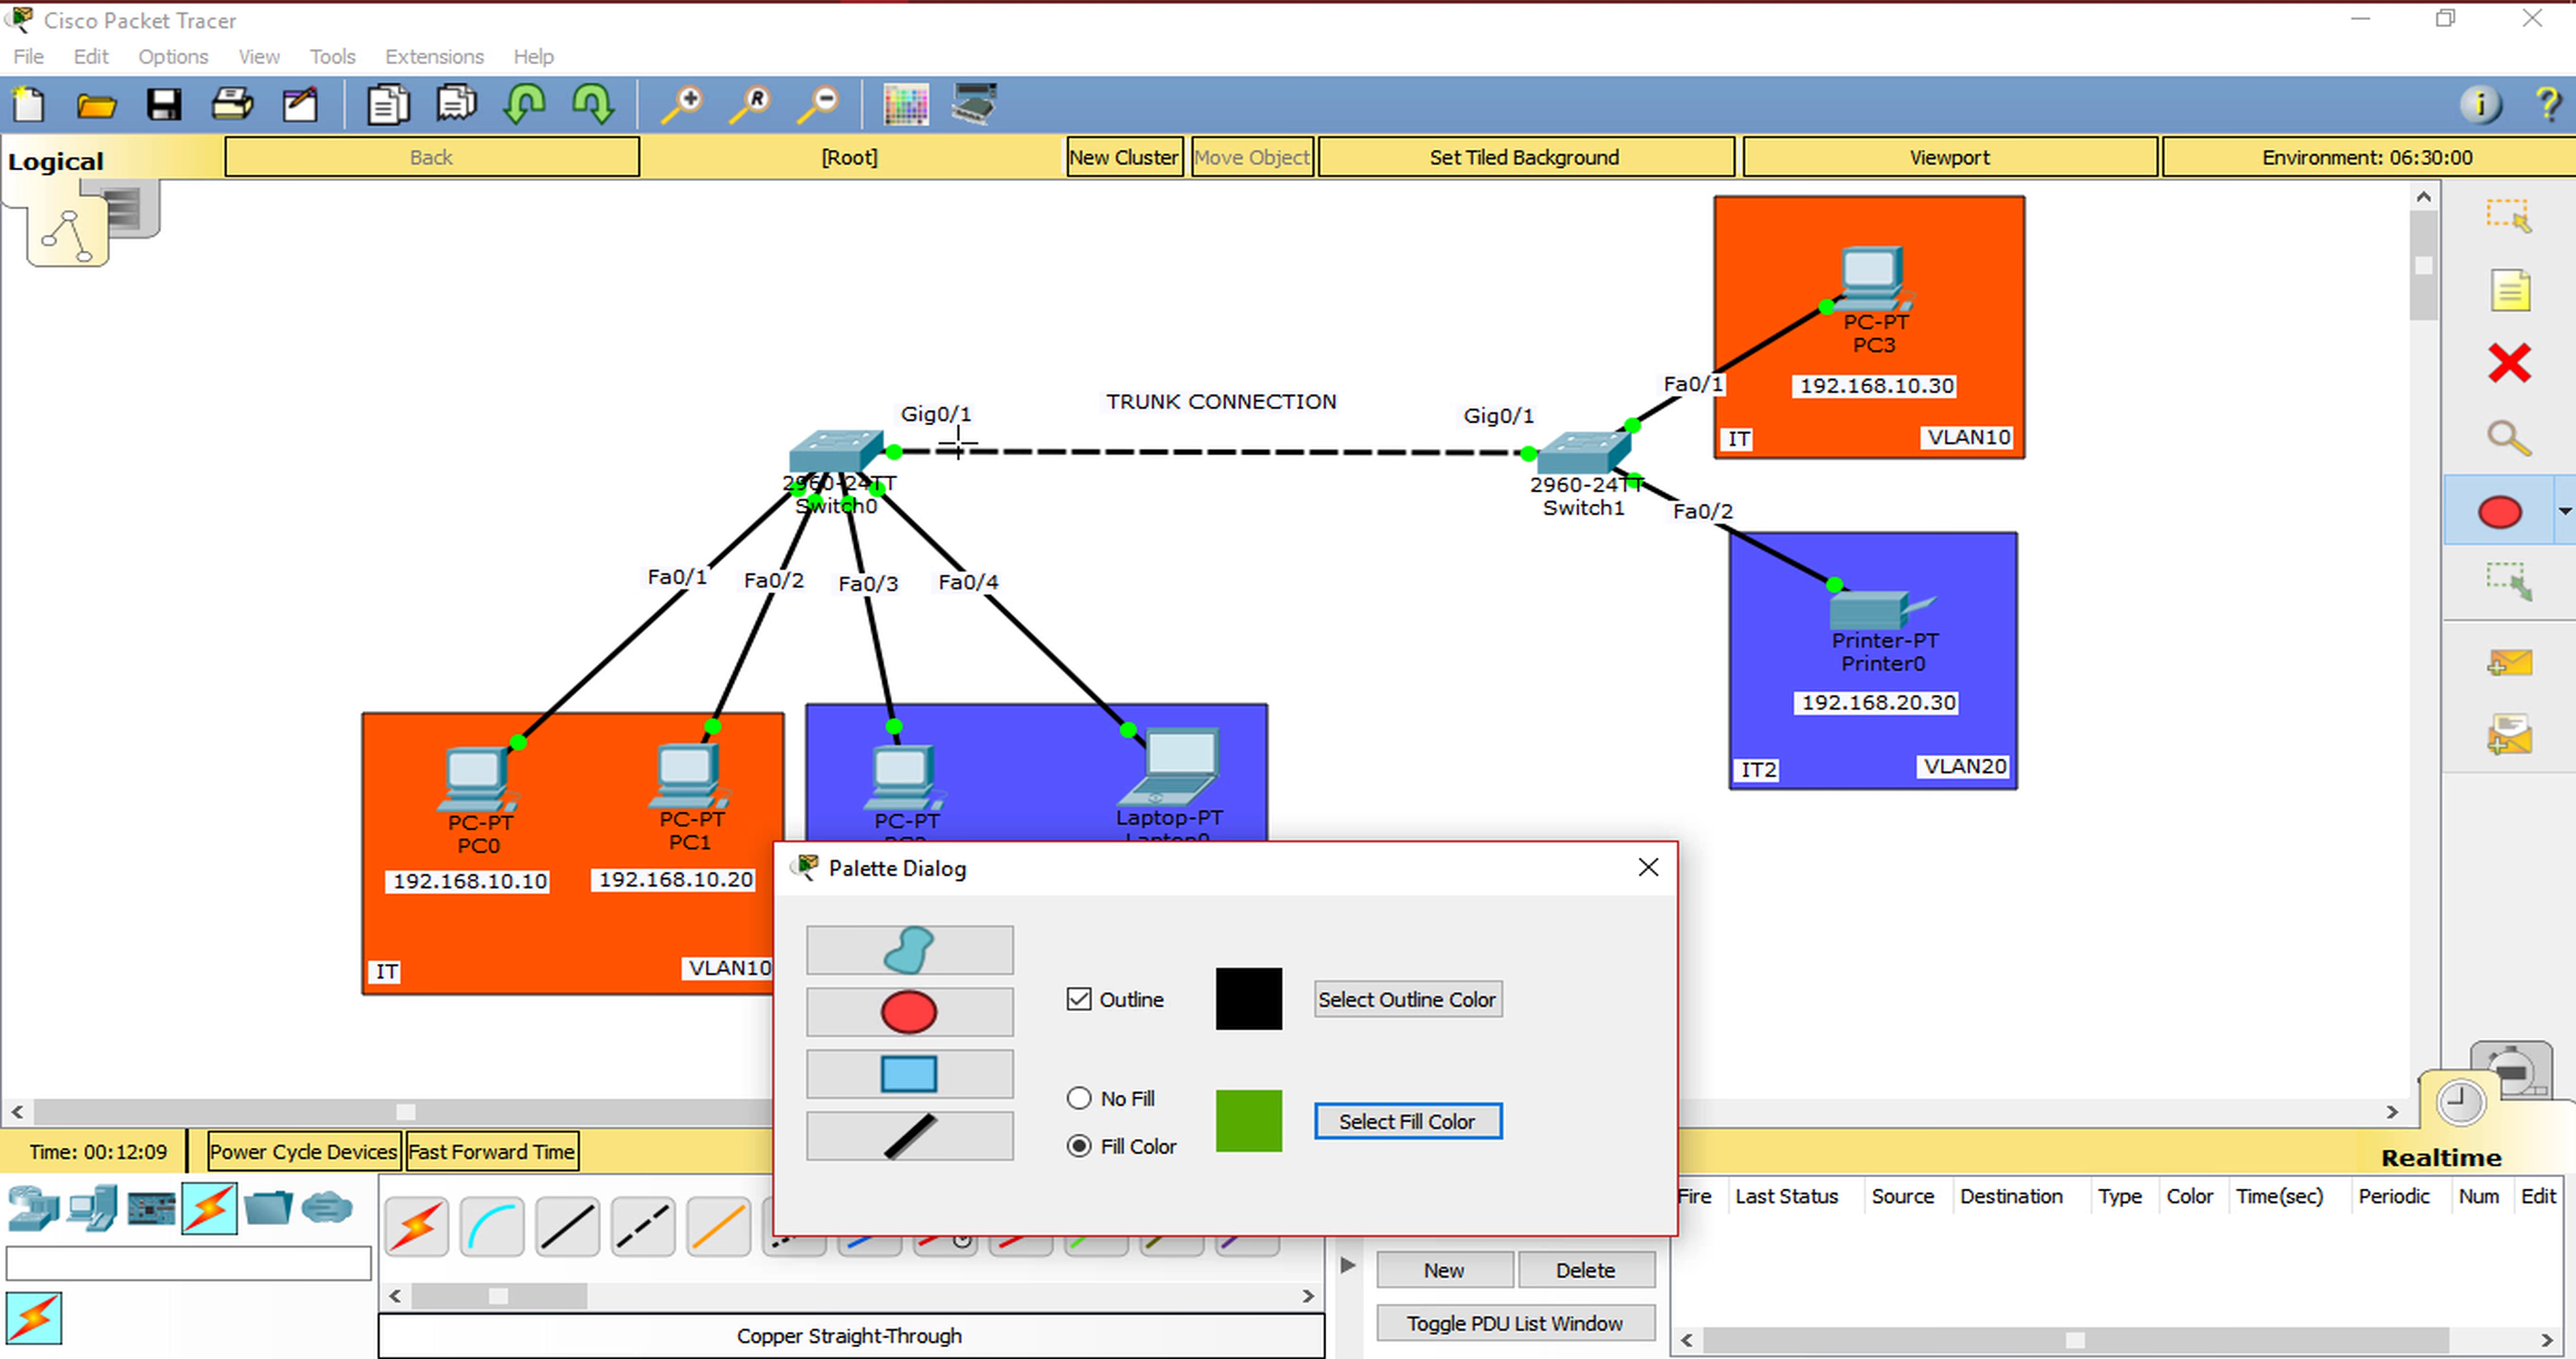 Cisco Packet Tracer
File Edit Options View Tools Extensions Help
R
i ?
Logical Back [Root] New Cluster Move Object Set Tiled Background Viewport Environment: 06:30:00
PC-PT
PC3
192.168.10.30
IT VLAN10
Fa0/1
TRUNK CONNECTION
Gig0/1 Gig0/1
2960-24TT
Switch0
2960-24TT
Switch1
Fa0/2
Fa0/1 Fa0/2 Fa0/3 Fa0/4
Printer-PT
Printer0
192.168.20.30
IT2 VLAN20
PC-PT
PC0
192.168.10.10
PC-PT
PC1
192.168.10.20
IT VLAN10
PC-PT
Laptop-PT
Palette Dialog
Outline Select Outline Color
No Fill
Fill Color Select Fill Color
Time: 00:12:09 Power Cycle Devices Fast Forward Time
Realtime
Fire Last Status Source Destination Type Color Time(sec) Periodic Num Edit
New Delete
Toggle PDU List Window
Copper Straight-Through